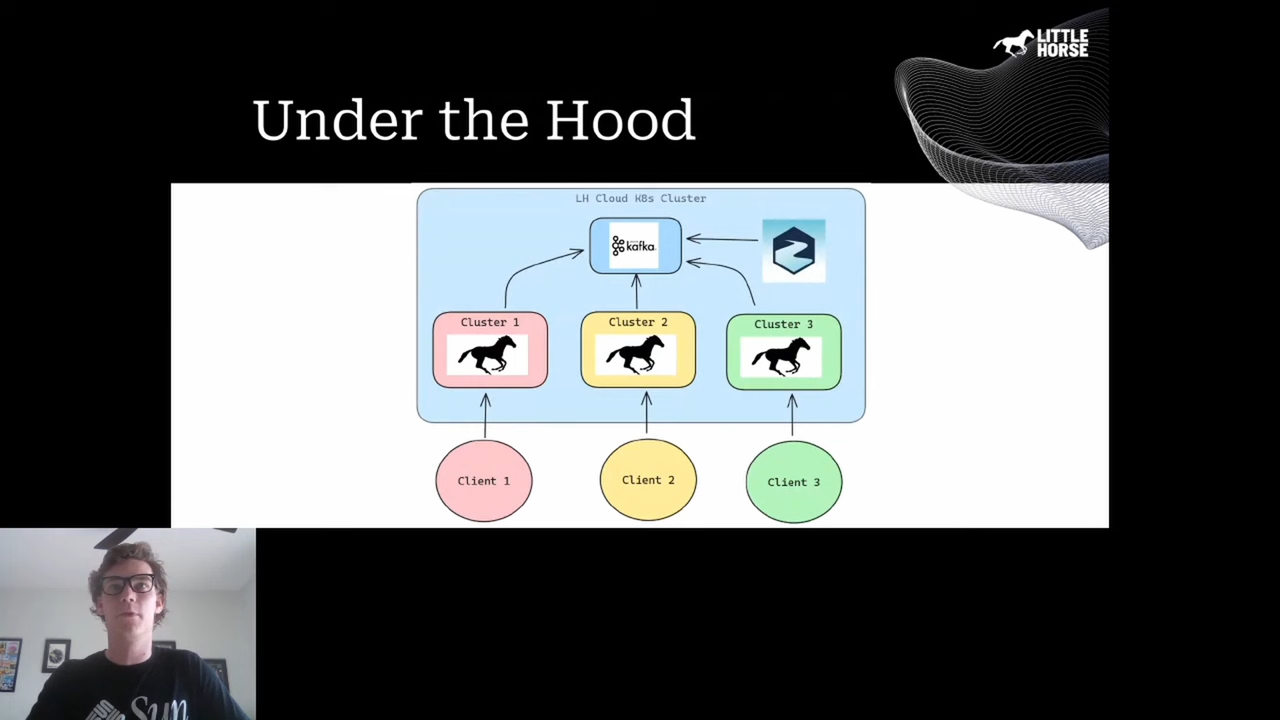 LITTLE
HORSE
Under the Hood
LH Cloud K8s Cluster
kafka
Cluster 1
Cluster 2
Cluster 3
Client 1
Client 2
Client 3
Sun